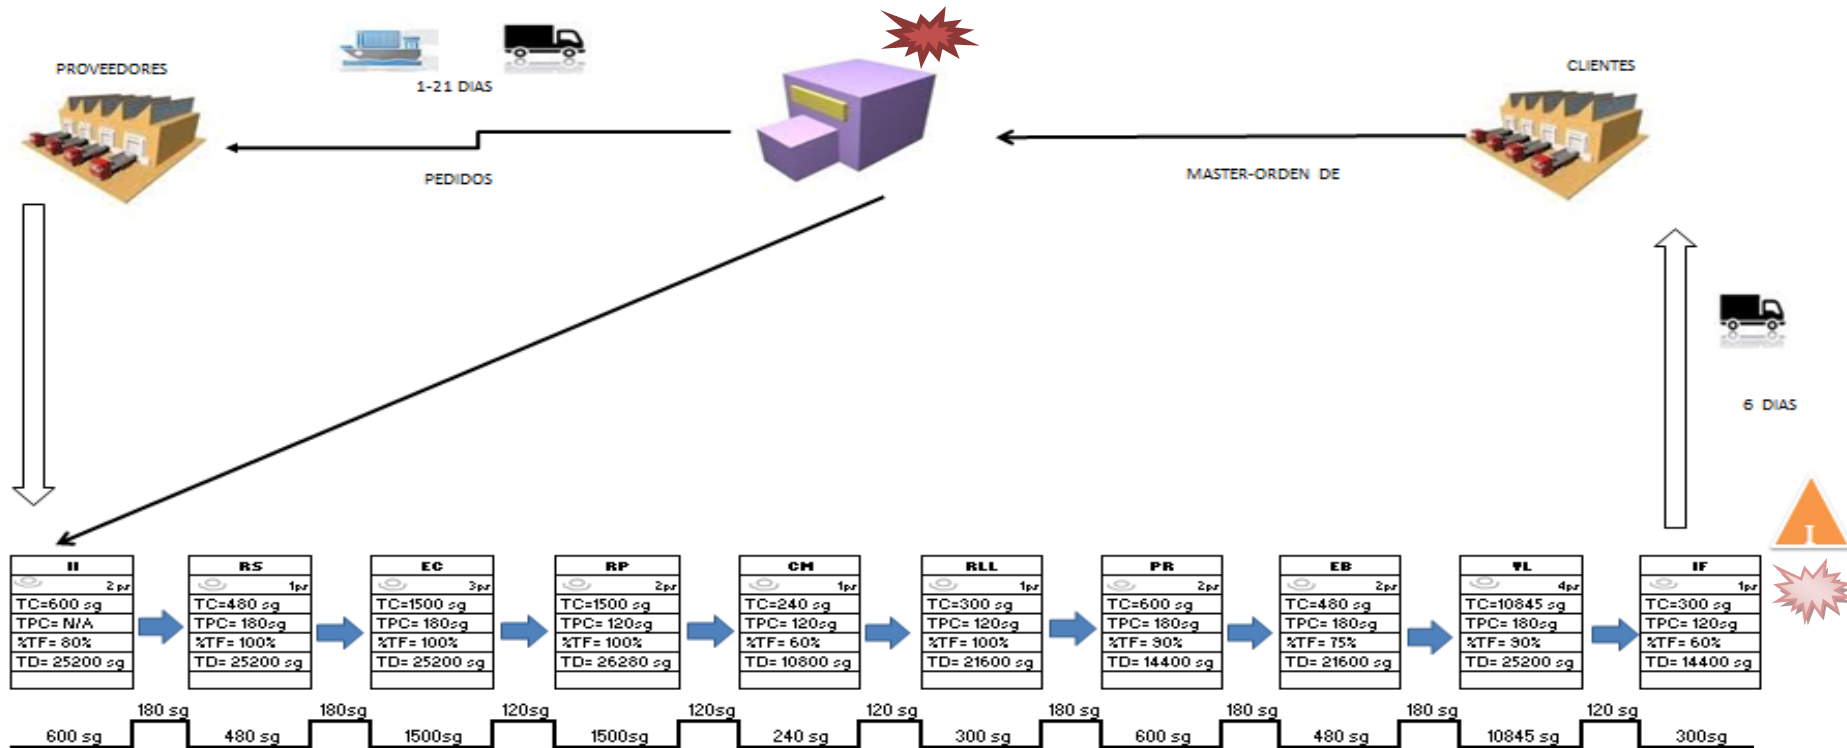 PROVEEDORES
1-21 DIAS
CLIENTES
PEDIDOS
MASTER-ORDEN DE
6 DIAS
I
II
2pr
TC=600 sg
TPC= N/A
%TF= 80%
TD= 25200 sg
RS
1pr
TC=480 sg
TPC= 180sg
%TF= 100%
TD= 25200 sg
EC
3pr
TC=1500 sg
TPC= 180sg
%TF= 100%
TD= 25200 sg
RP
2pr
TC=1500 sg
TPC= 120sg
%TF= 100%
TD= 26280 sg
CM
1pr
TC=240 sg
TPC= 120sg
%TF= 60%
TD= 10800 sg
RLL
1pr
TC=300 sg
TPC= 120sg
%TF= 100%
TD= 21600 sg
PR
2pr
TC=600 sg
TPC= 180sg
%TF= 90%
TD= 14400 sg
EB
2pr
TC=480 sg
TPC= 180sg
%TF= 75%
TD= 21600 sg
4pr
TC=10845 sg
TPC= 180sg
%TF= 90%
TD= 25200 sg
IF
1pr
TC=300 sg
TPC= 120sg
%TF= 60%
TD= 14400 sg
180 sg 180sg 120sg 120sg 120 sg 180 sg 180 sg 180 sg 120 sg
600 sg 480 sg 1500sg 1500sg 240 sg 300 sg 600 sg 480 sg 10845 sg 300sg